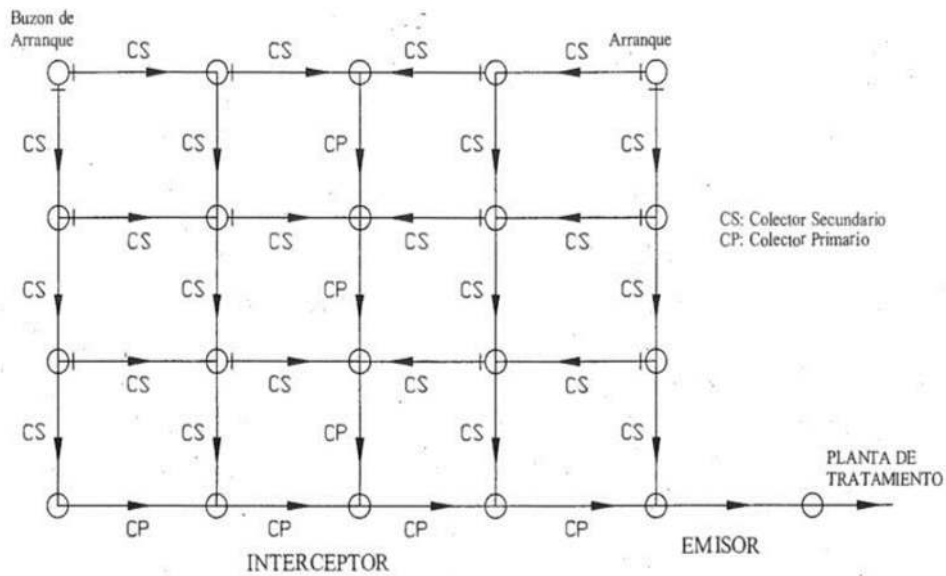 Buzon de
Arranque
CS
CS
CS
CS
Arranque
CS
CS
CP
CS
CS
CS
CS
CS
CS
CS: Colector Secundario
CP: Colector Primario
CS
CS
CP
CS
CS
CS
CS
CS
CS
CS
CS
CP
CS
CS
CP
CP
CP
CP
PLANTA DE
TRATAMIENTO
INTERCEPTOR
EMISOR